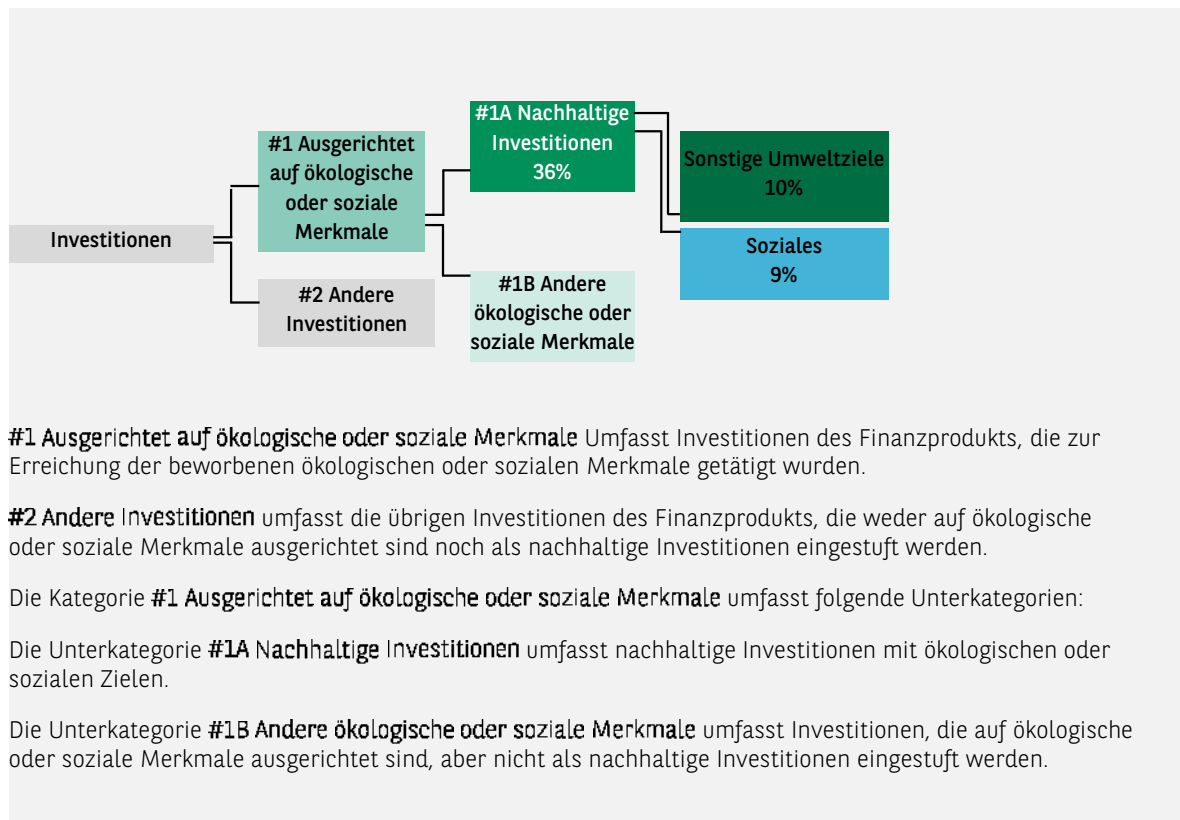 #1A Nachhaltige
Investitionen
36%
#1 Ausgerichtet
auf ökologische
oder soziale
Merkmale
Sonstige Umweltziele
10%
Investitionen
Soziales
9%
#2 Andere
Investitionen
#1B Andere
ökologische oder
soziale Merkmale
#1 Ausgerichtet auf ökologische oder soziale Merkmale Umfasst Investitionen des Finanzprodukts, die zur
Erreichung der beworbenen ökologischen oder sozialen Merkmale getätigt wurden.
#2 Andere Investitionen umfasst die übrigen Investitionen des Finanzprodukts, die weder auf ökologische
oder soziale Merkmale ausgerichtet sind noch als nachhaltige Investitionen eingestuft werden.
Die Kategorie #1 Ausgerichtet auf ökologische oder soziale Merkmale umfasst folgende Unterkategorien:
Die Unterkategorie #1A Nachhaltige Investitionen umfasst nachhaltige Investitionen mit ökologischen oder
sozialen Zielen.
Die Unterkategorie #1B Andere ökologische oder soziale Merkmale umfasst Investitionen, die auf ökologische
oder soziale Merkmale ausgerichtet sind, aber nicht als nachhaltige Investitionen eingestuft werden.